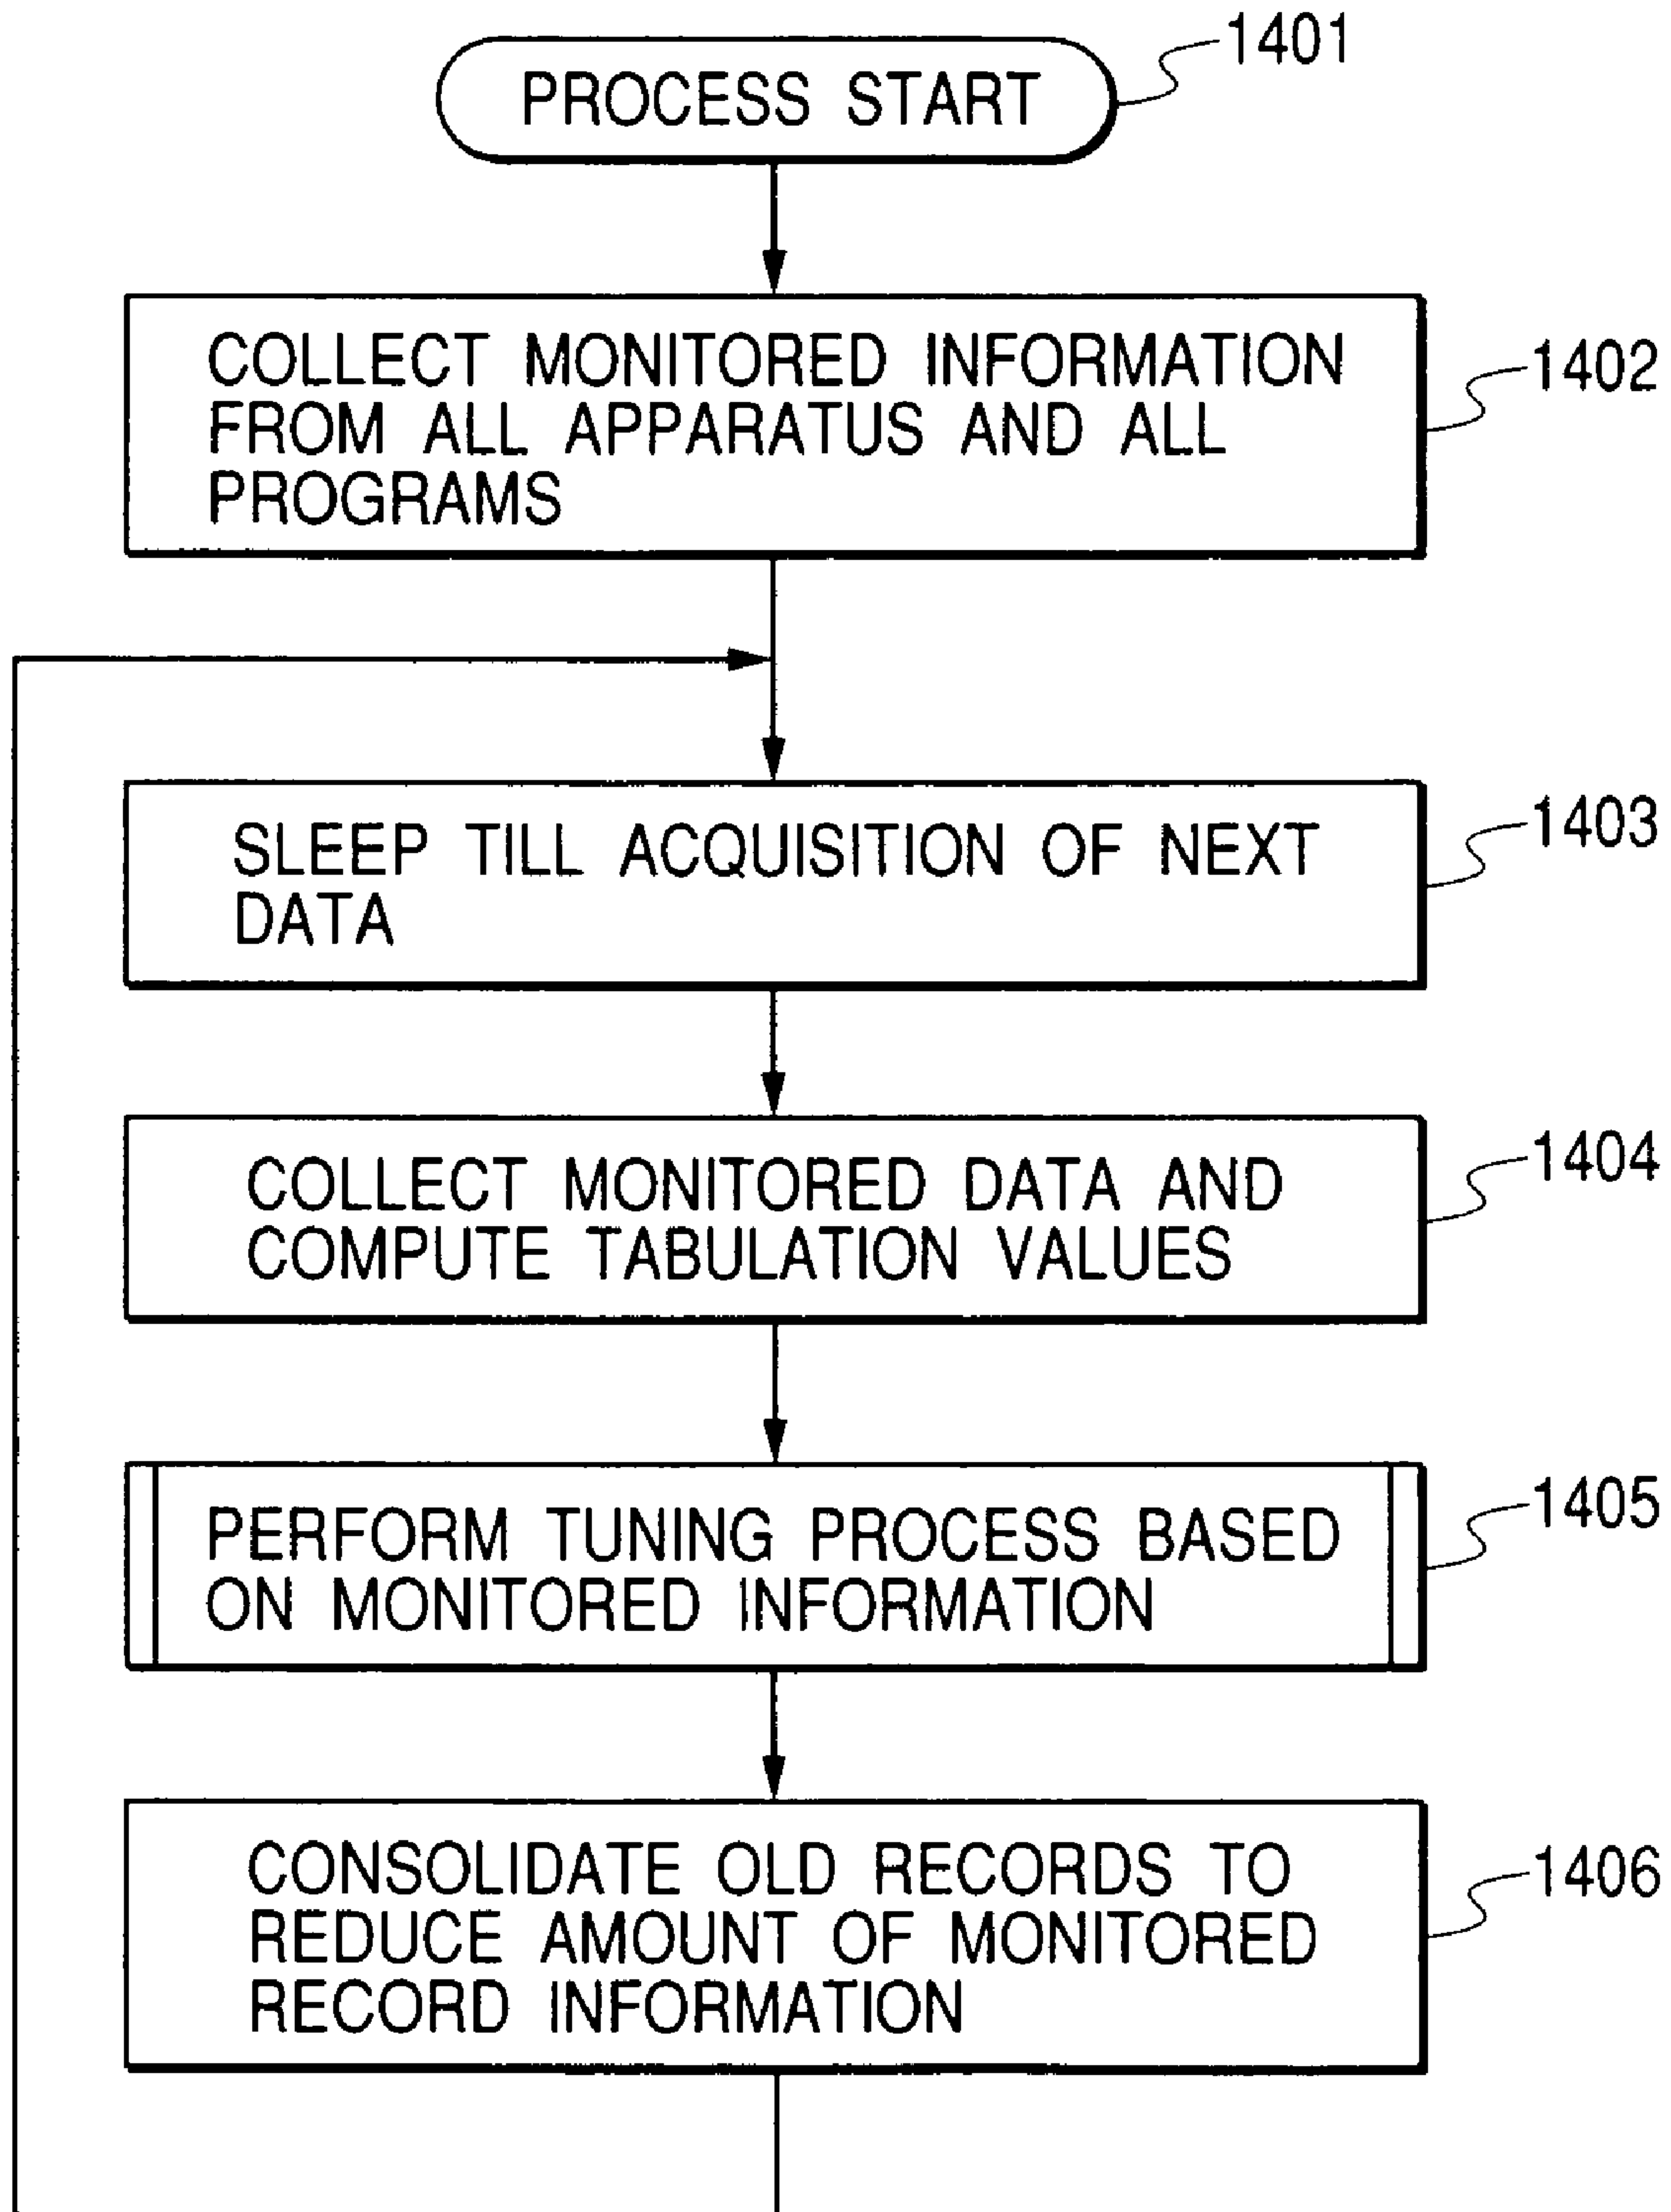 1401
PROCESS START
COLLECT MONITORED INFORMATION
FROM ALL APPARATUS AND ALL
PROGRAMS
1402
SLEEP TILL ACQUISITION OF NEXT
DATA
1403
COLLECT MONITORED DATA AND
COMPUTE TABULATION VALUES
1404
PERFORM TUNING PROCESS BASED
ON MONITORED INFORMATION
1405
CONSOLIDATE OLD RECORDS TO
REDUCE AMOUNT OF MONITORED
RECORD INFORMATION
1406